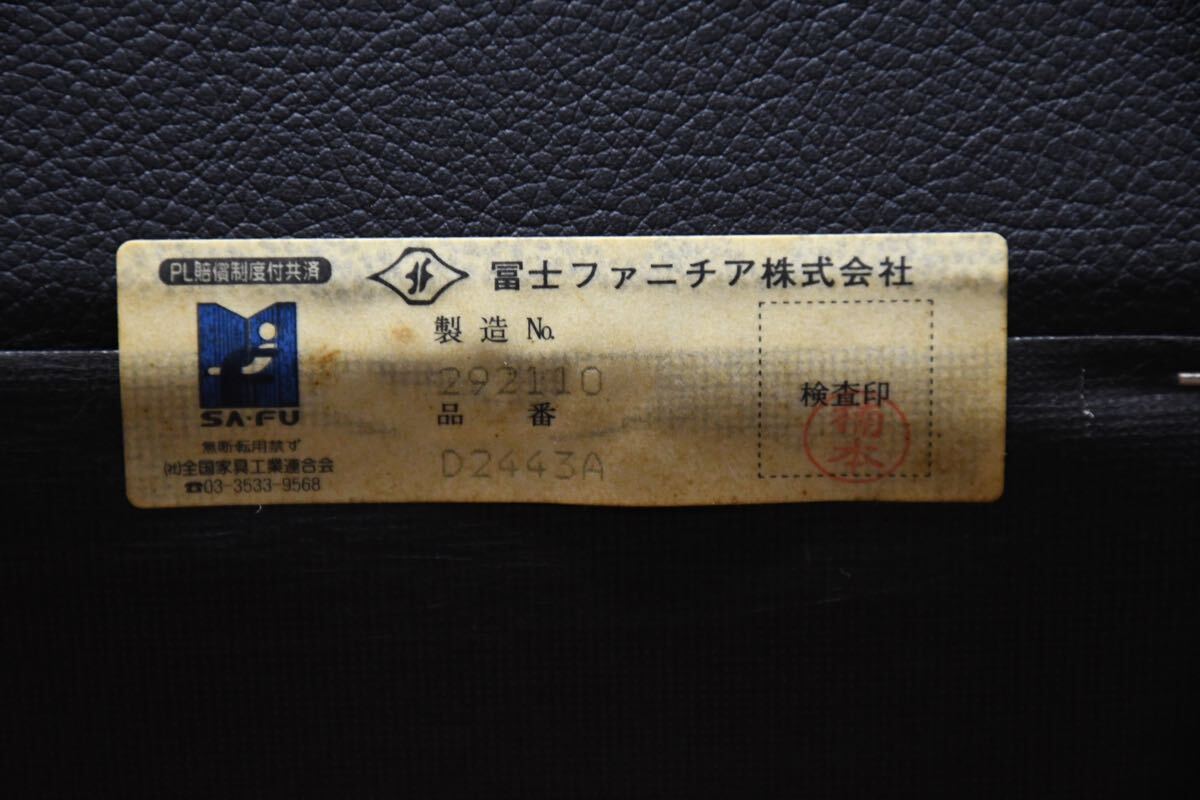 PL賠償制度付共済
SA・FU
無断転用禁ず
㈳全国家具工業連合会
☎03-3533-9568
冨士ファニチア株式会社
製造 №
292110
品番
D2443A
検査印